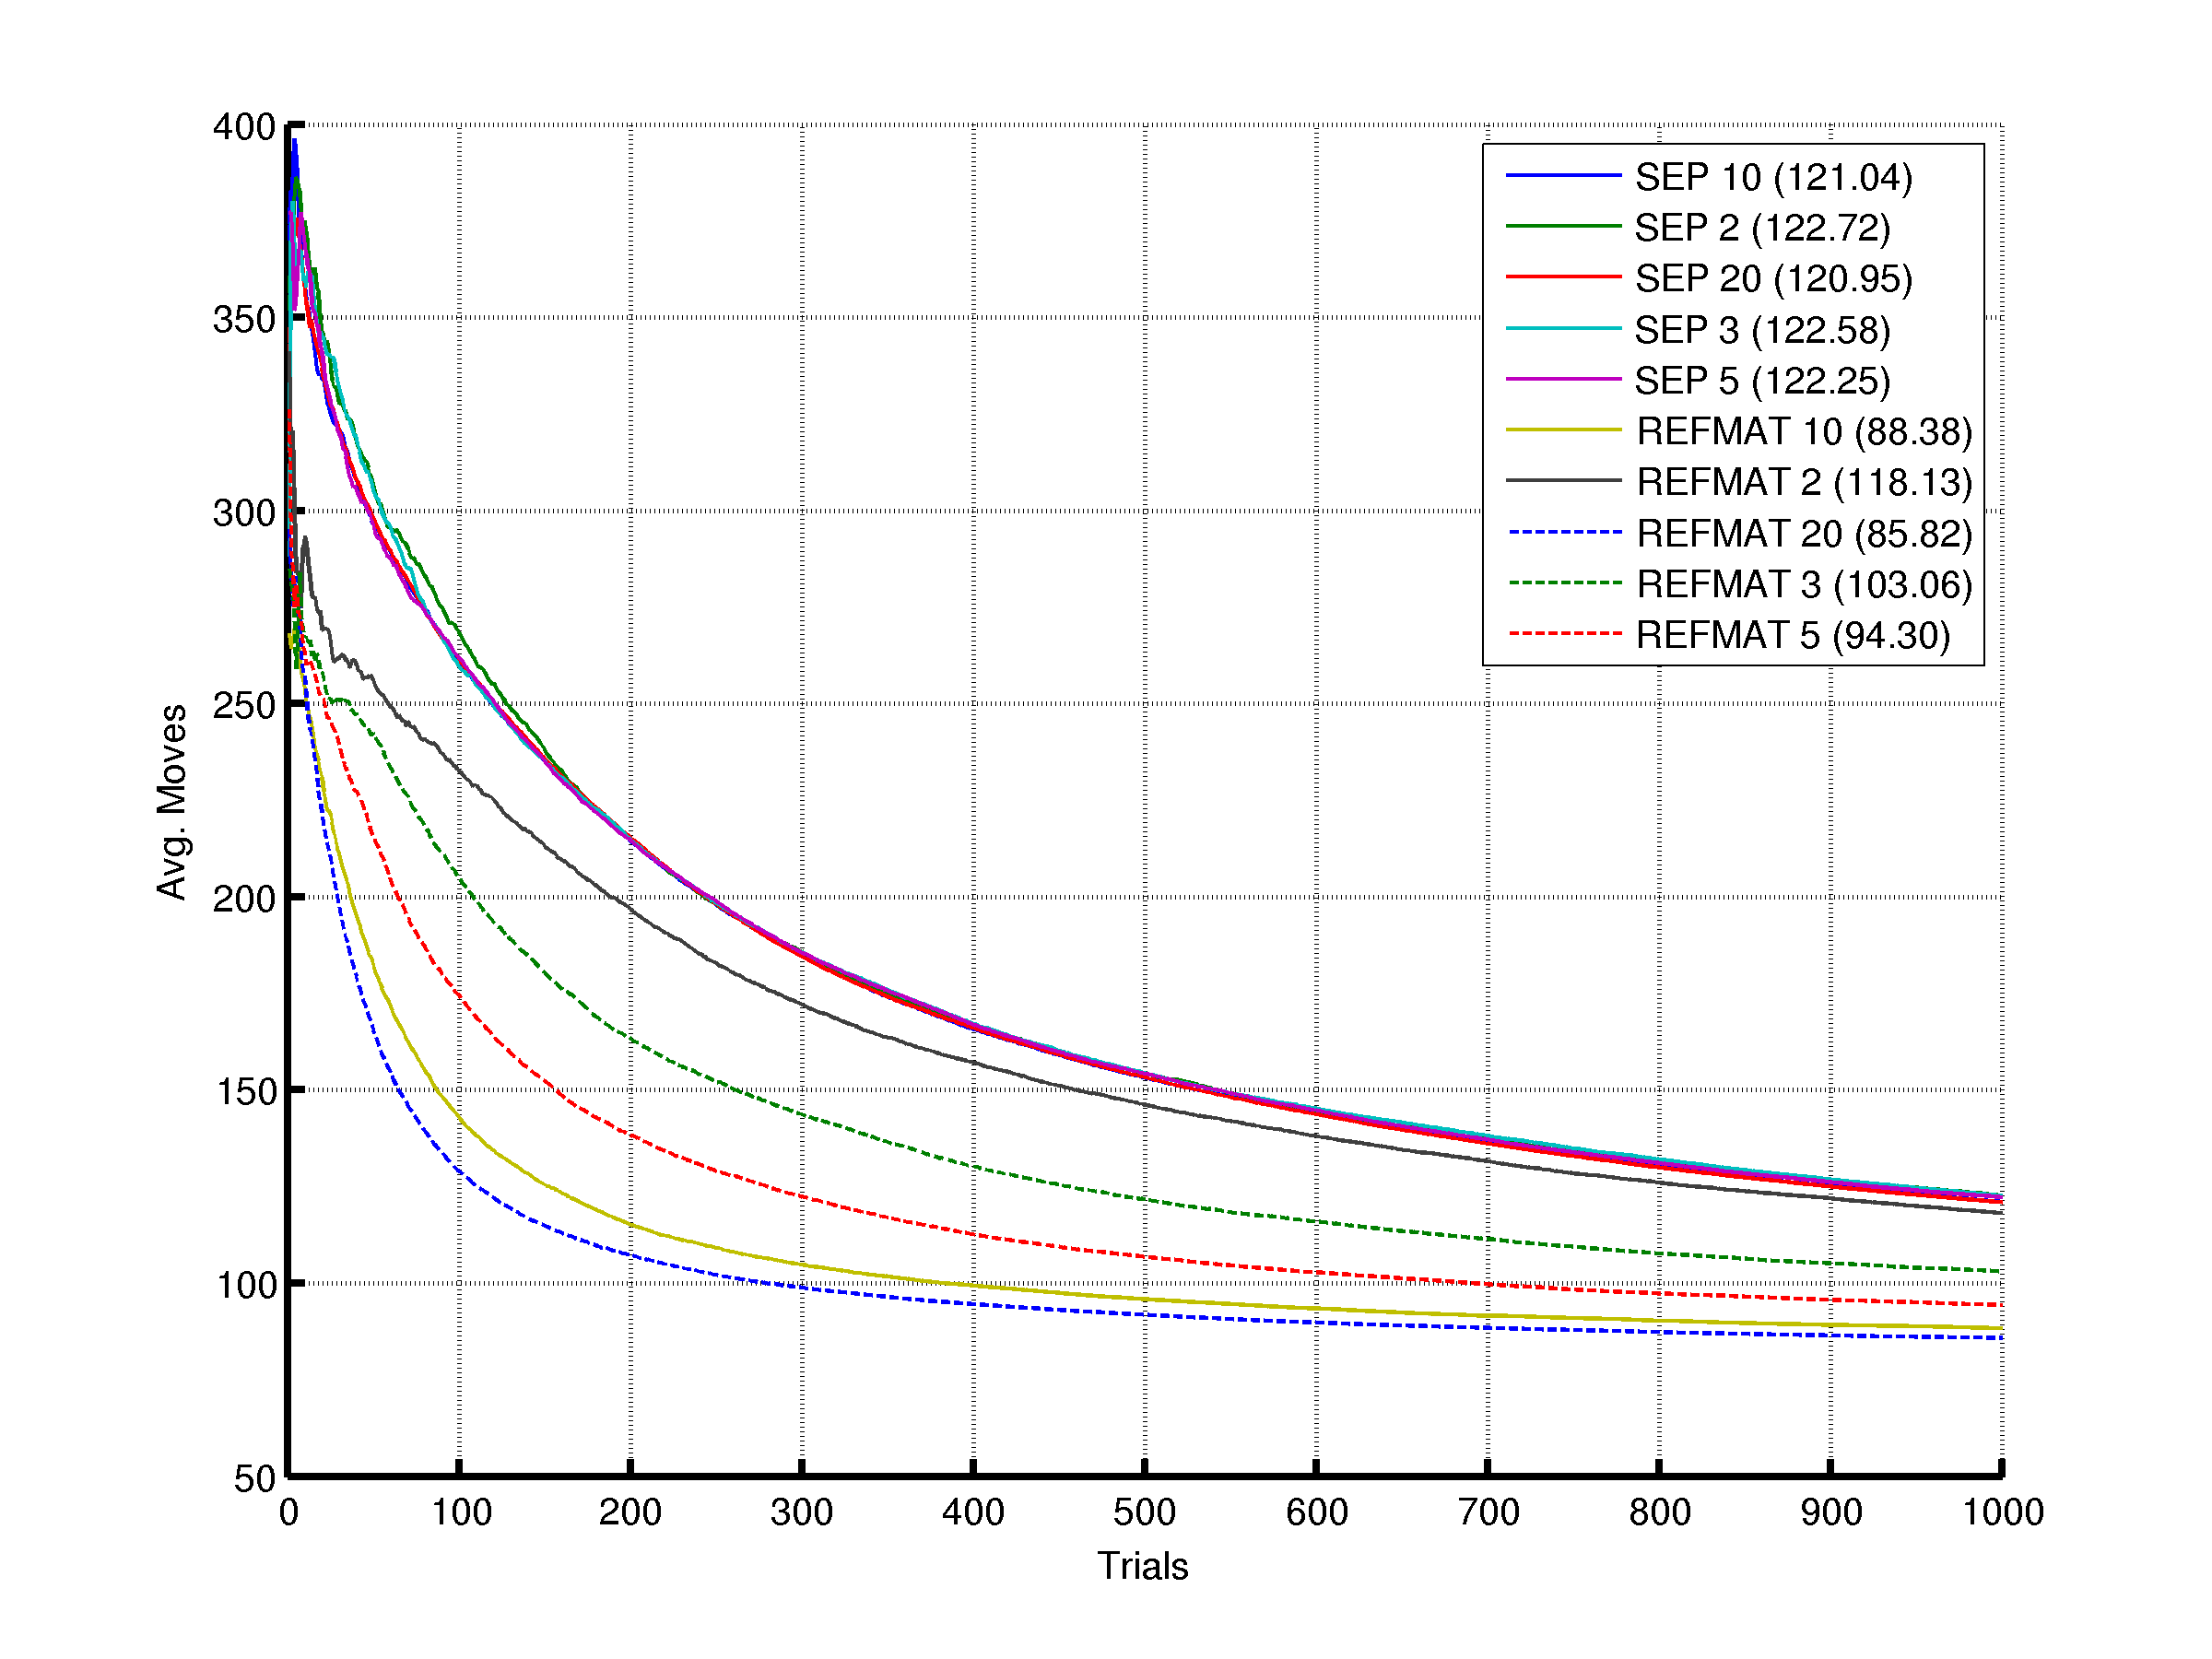 400
350
300
250
200
150
100
50
0
100
200
300
400
500
600
700
800
900
1000
Avg. Moves
Trials
SEP 10 (121.04)
SEP 2 (122.72)
SEP 20 (120.95)
SEP 3 (122.58)
SEP 5 (122.25)
REFMAT 10 (88.38)
REFMAT 2 (118.13)
REFMAT 20 (85.82)
REFMAT 3 (103.06)
REFMAT 5 (94.30)